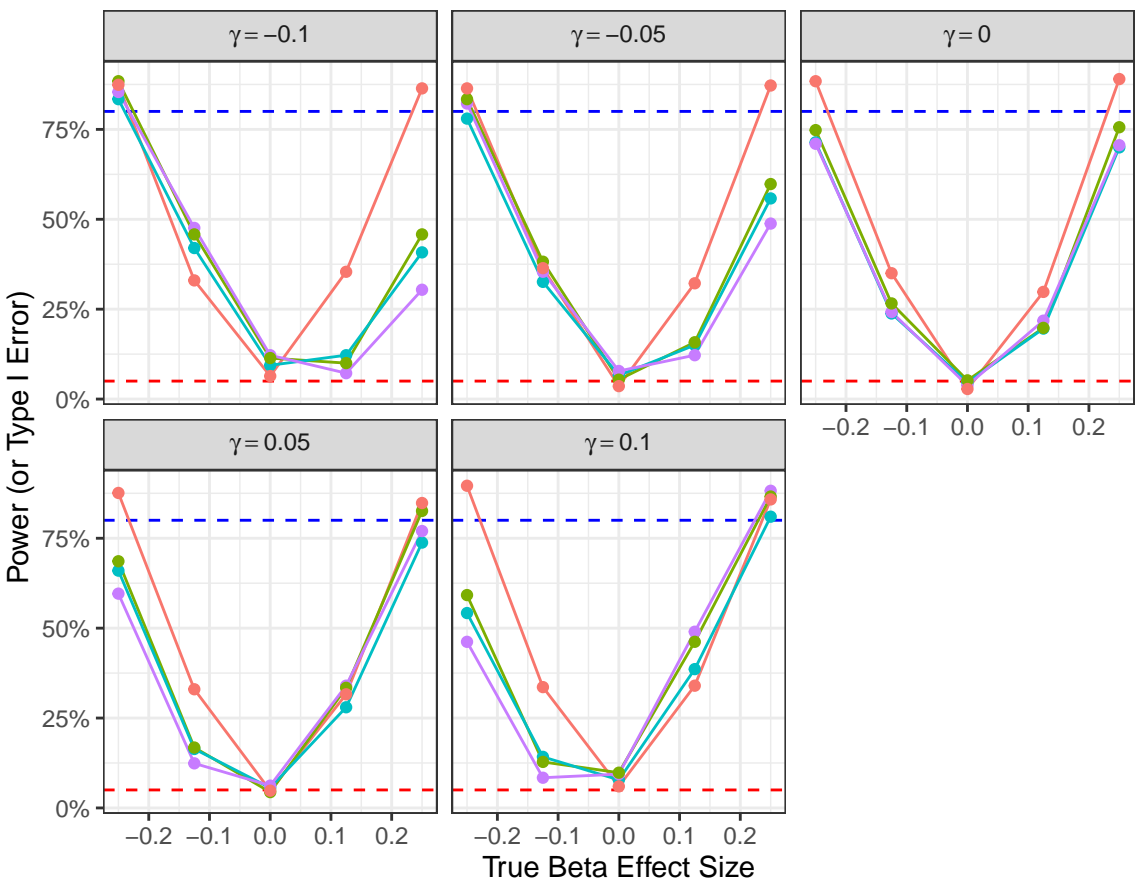 γ = −0.1
γ = −0.05
γ = 0
75%
50%
25%
0%
−0.2 −0.1 0.0 0.1 0.2
γ = 0.05
γ = 0.1
75%
50%
25%
0%
−0.2 −0.1 0.0 0.1 0.2
−0.2 −0.1 0.0 0.1 0.2
True Beta Effect Size
Power (or Type I Error)